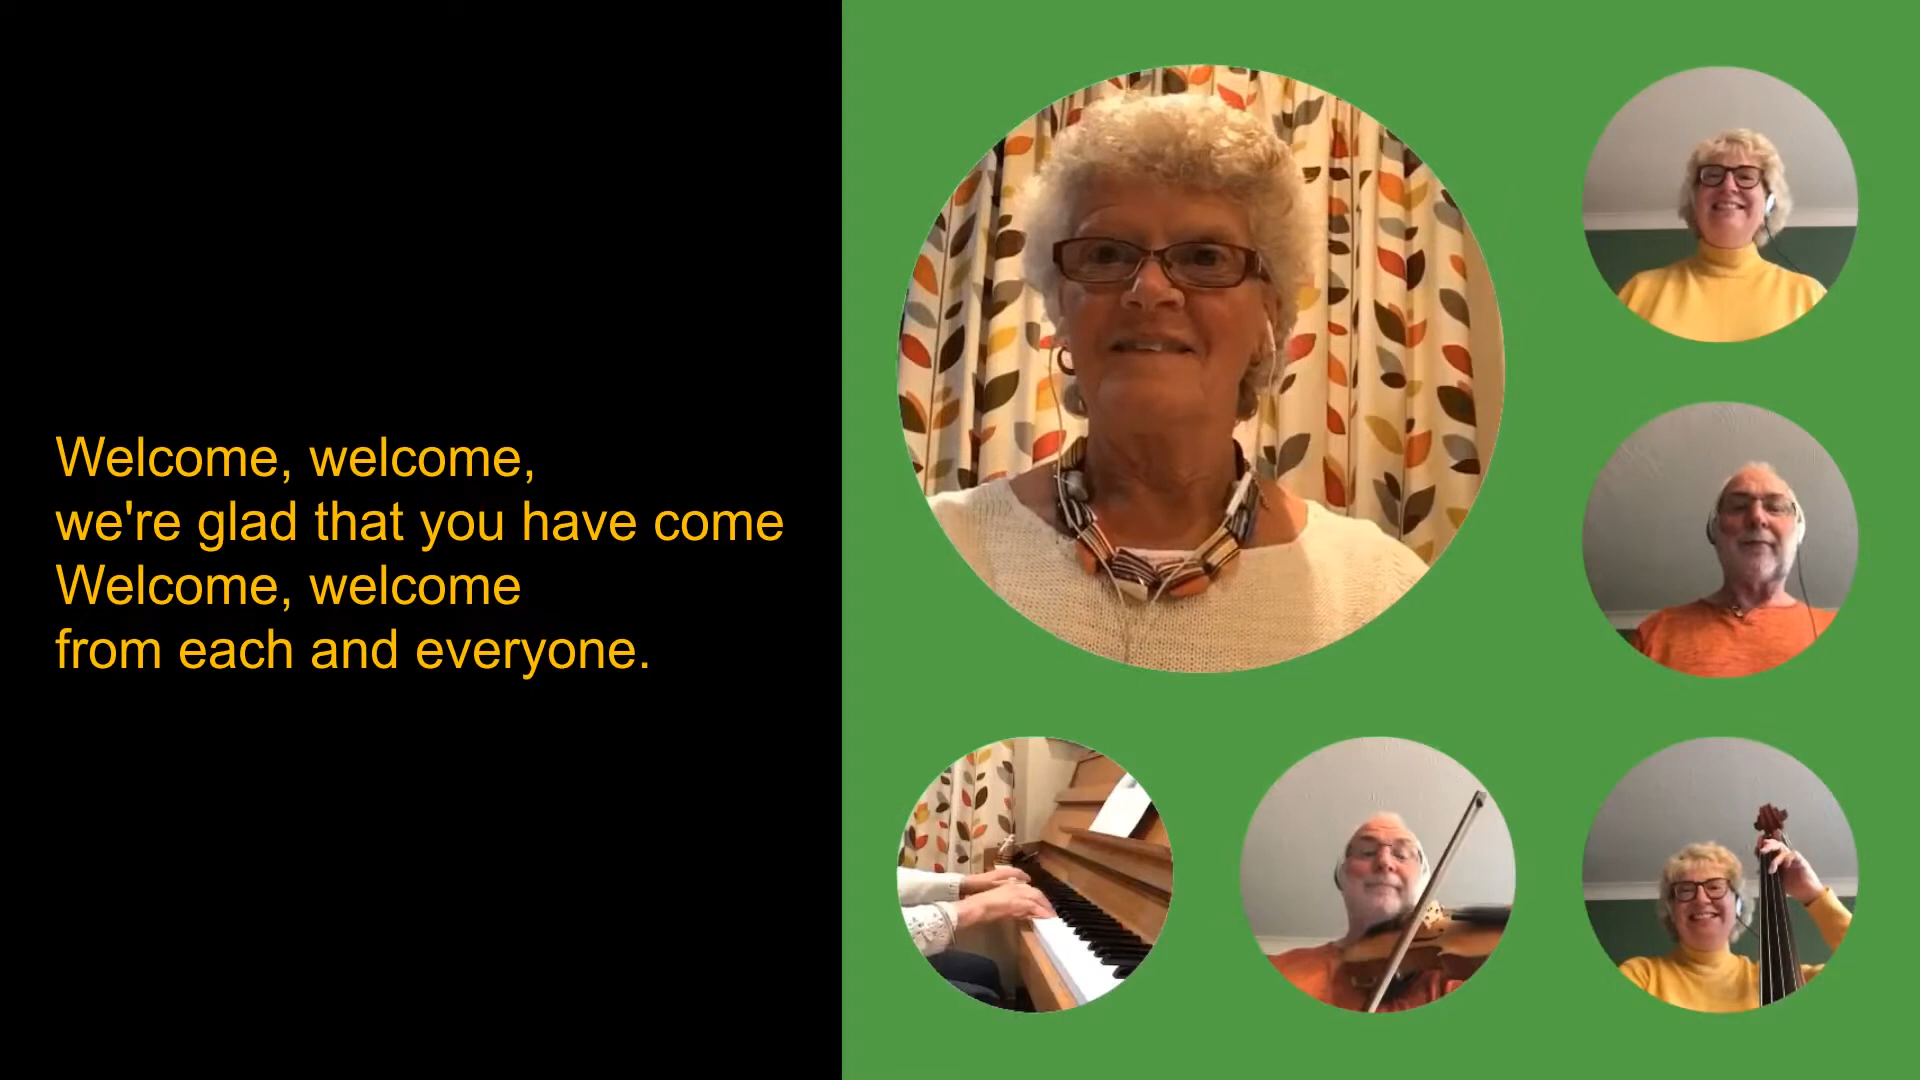 Welcome, welcome,
we're glad that you have come
Welcome, welcome
from each and everyone.